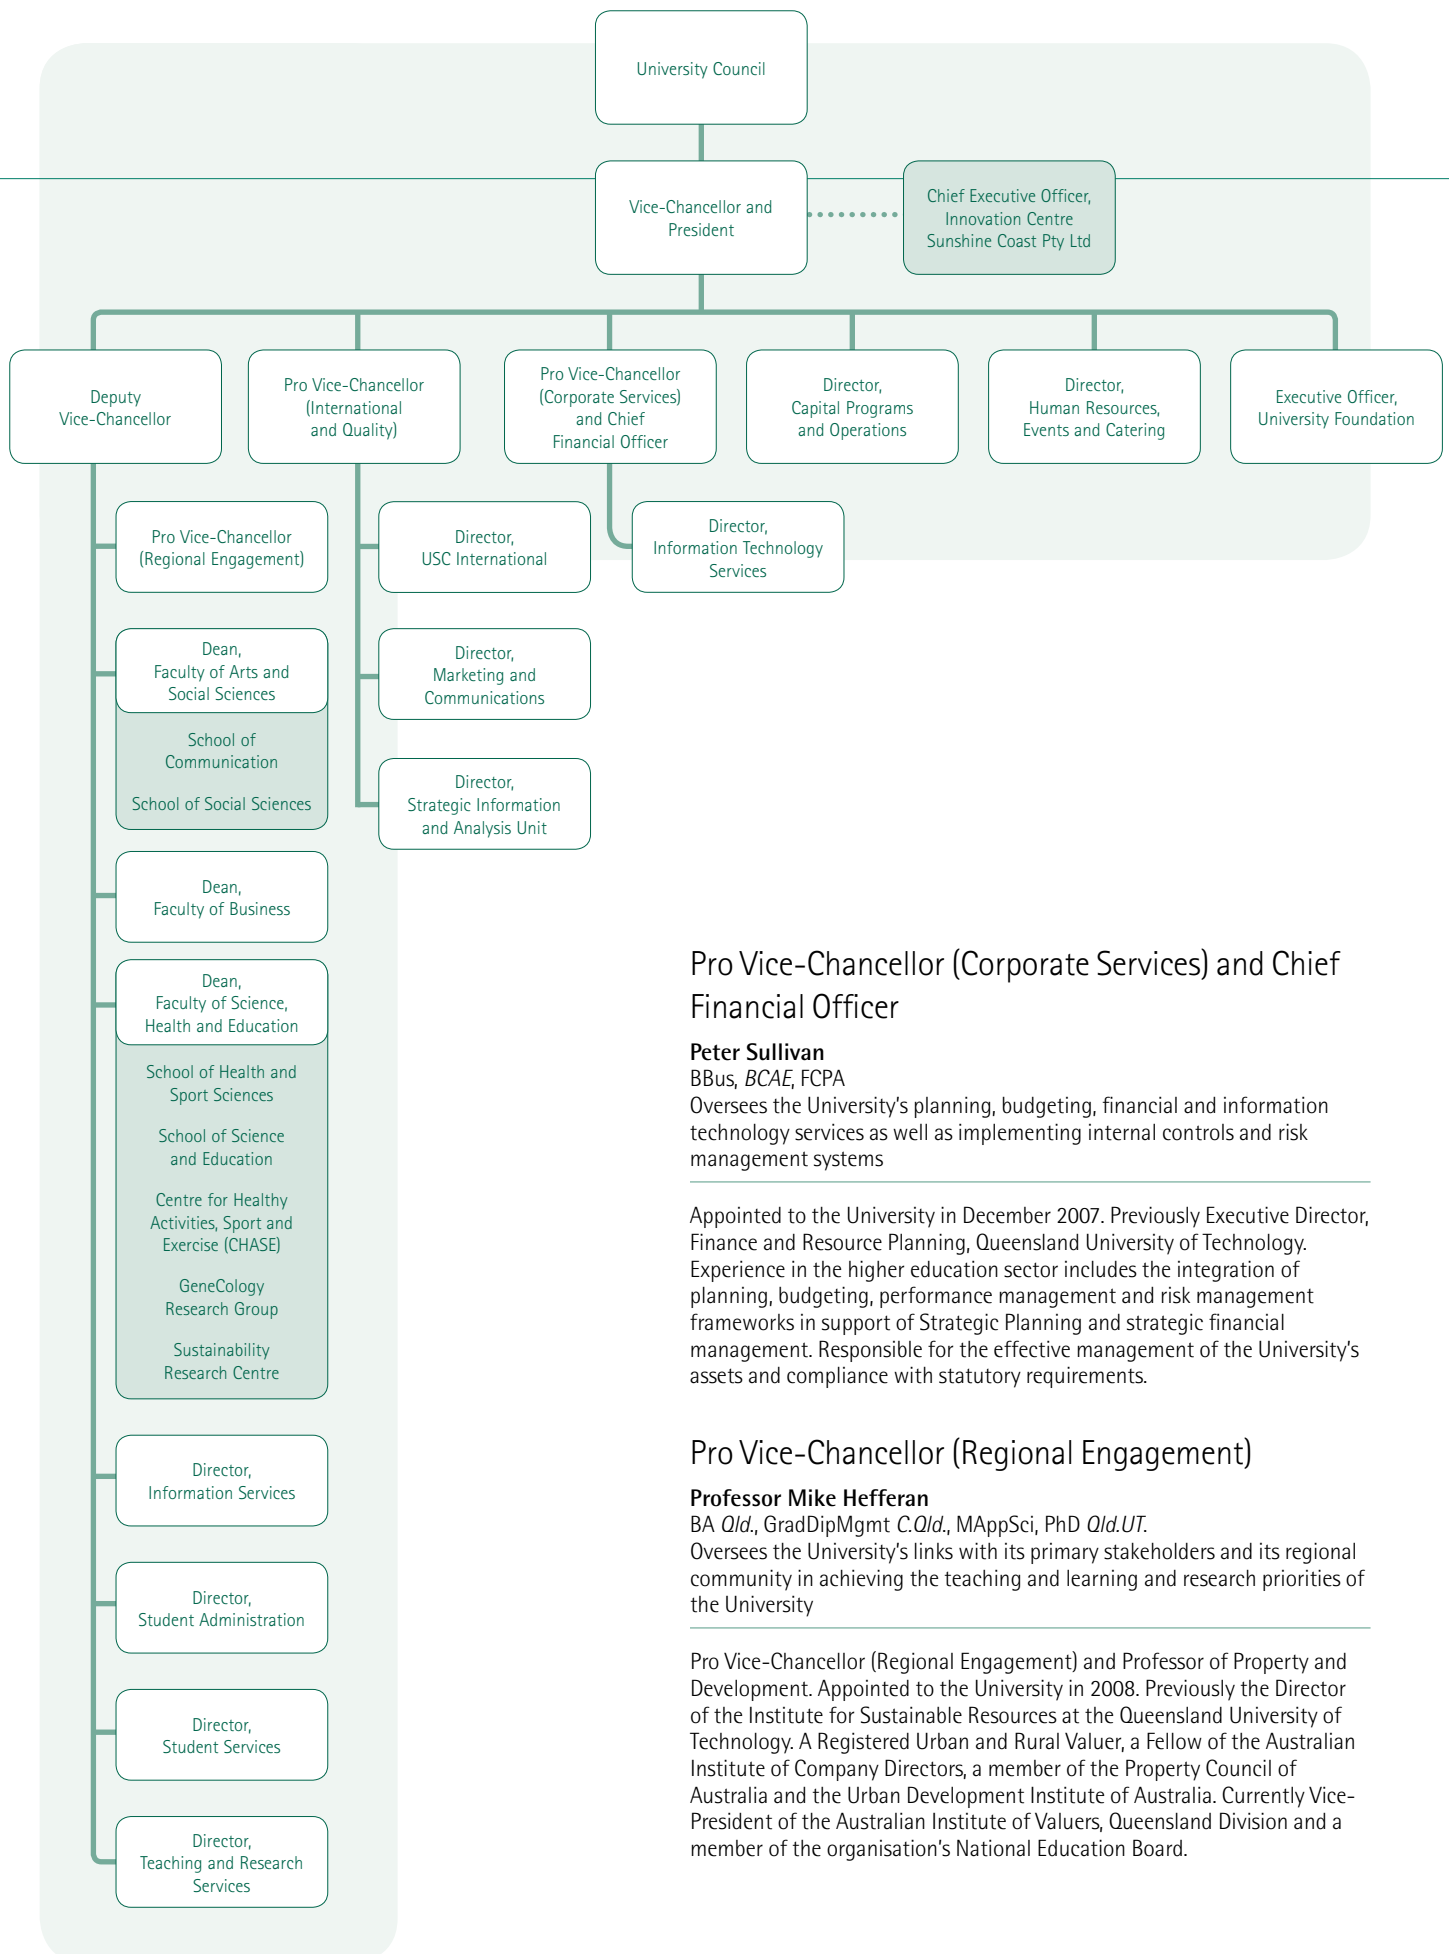 University Council
Vice-Chancellor and
President
Chief Executive Officer,
Innovation Centre
Sunshine Coast Pty Ltd
Deputy
Vice-Chancellor
Pro Vice-Chancellor
(International
and Quality)
Pro Vice-Chancellor
(Corporate Services)
and Chief
Financial Officer
Director,
Capital Programs
and Operations
Director,
Human Resources,
Events and Catering
Executive Officer,
University Foundation
Pro Vice-Chancellor
(Regional Engagement)
Dean,
Faculty of Arts and
Social Sciences
School of
Communication
School of Social Sciences
Dean,
Faculty of Business
Dean,
Faculty of Science,
Health and Education
School of Health and
Sport Sciences
School of Science
and Education
Centre for Healthy
Activities, Sport and
Exercise (CHASE)
GeneCology
Research Group
Sustainability
Research Centre
Director,
Information Services
Director,
Student Administration
Director,
Student Services
Director,
Teaching and Research
Services
Director,
USC International
Director,
Marketing and
Communications
Director,
Strategic Information
and Analysis Unit
Director,
Information Technology
Services
Pro Vice-Chancellor (Corporate Services) and Chief
Financial Officer
Peter Sullivan
BBus, BCAE, FCPA
Oversees the University's planning, budgeting, financial and information
technology services as well as implementing internal controls and risk
management systems
Appointed to the University in December 2007. Previously Executive Director,
Finance and Resource Planning, Queensland University of Technology.
Experience in the higher education sector includes the integration of
planning, budgeting, performance management and risk management
frameworks in support of Strategic Planning and strategic financial
management. Responsible for the effective management of the University's
assets and compliance with statutory requirements.
Pro Vice-Chancellor (Regional Engagement)
Professor Mike Hefferan
BA Qld., GradDipMgmt C.Qld., MAppSci, PhD Qld.UT.
Oversees the University's links with its primary stakeholders and its regional
community in achieving the teaching and learning and research priorities of
the University
Pro Vice-Chancellor (Regional Engagement) and Professor of Property and
Development. Appointed to the University in 2008. Previously the Director
of the Institute for Sustainable Resources at the Queensland University of
Technology. A Registered Urban and Rural Valuer, a Fellow of the Australian
Institute of Company Directors, a member of the Property Council of
Australia and the Urban Development Institute of Australia. Currently Vice-
President of the Australian Institute of Valuers, Queensland Division and a
member of the organisation's National Education Board.